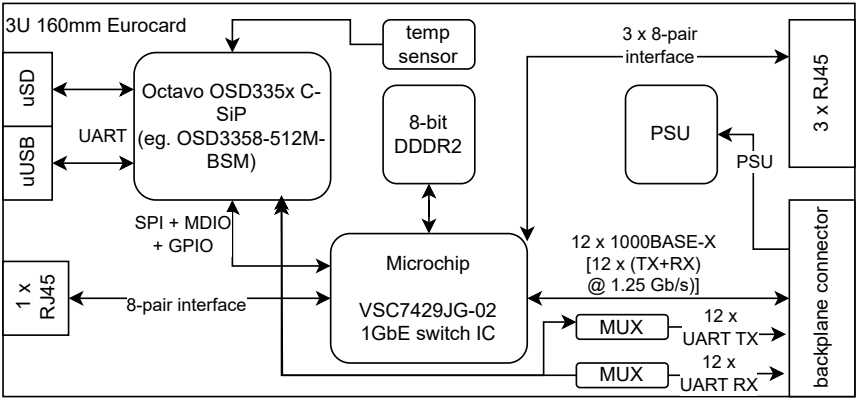 3U 160mm Eurocard
temp
sensor
3 x 8-pair
interface
3 x RJ45
uSD
Octavo OSD335x C-
SiP
(eg. OSD3358-512M-
BSM)
8-bit
DDDR2
PSU
UART
uUSB
PSU
SPI + MDIO
+ GPIO
Microchip
VSC7429JG-02
1GbE switch IC
12 x 1000BASE-X
[12 x (TX+RX)
@ 1.25 Gb/s)]
backplane connector
1 x
RJ45
8-pair interface
MUX
12 x
UART TX
MUX
12 x
UART RX